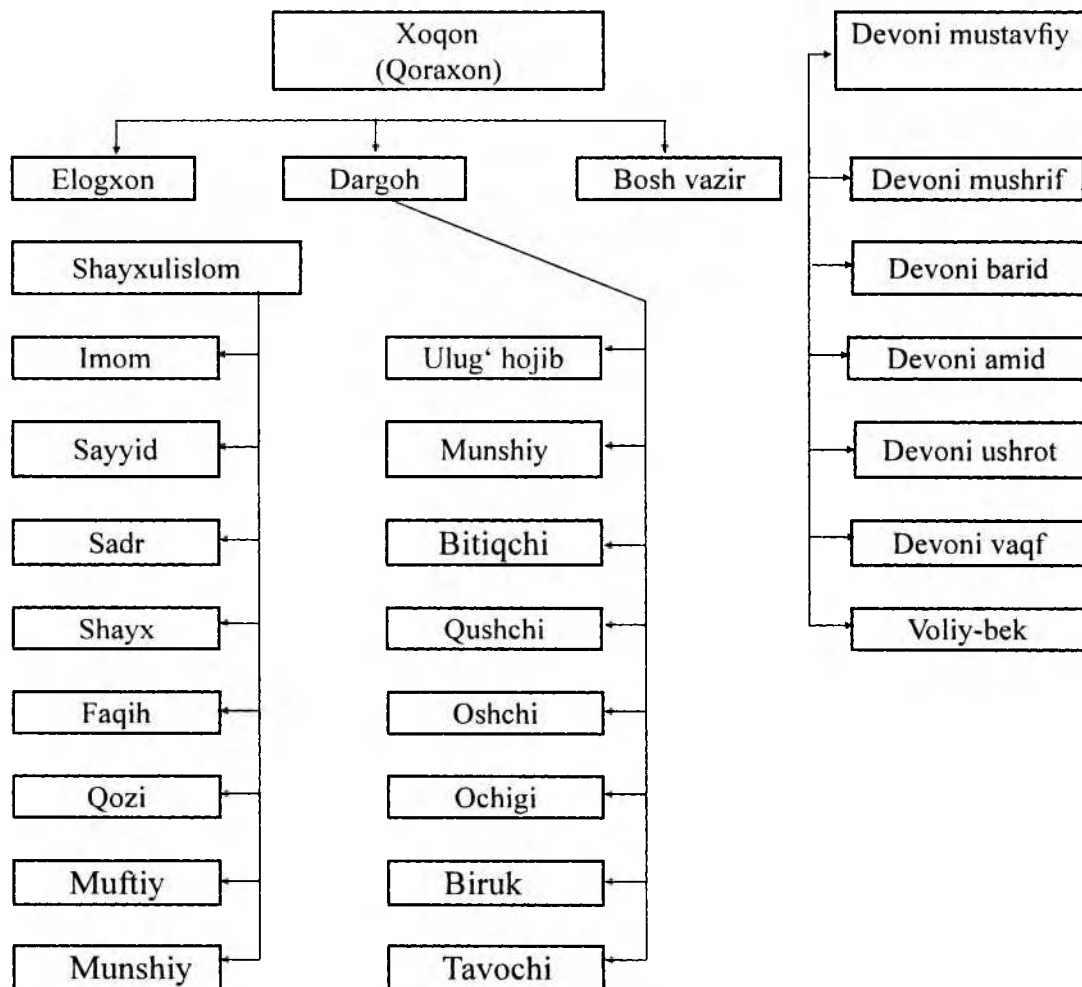 Xoqon
(Qoraxon)
Elogxon
Dargoh
Bosh vazir
Shayxulislom
Imom
Sayyid
Sadr
Shayx
Faqih
Qozi
Muftiy
Munshiy
Ulug‘ hojib
Munshiy
Bitiqchi
Qushchi
Oshchi
Ochigi
Biruk
Tavochi
Devoni mustavfiy
Devoni mushrif
Devoni barid
Devoni amid
Devoni ushrot
Devoni vaqf
Voliy-bek